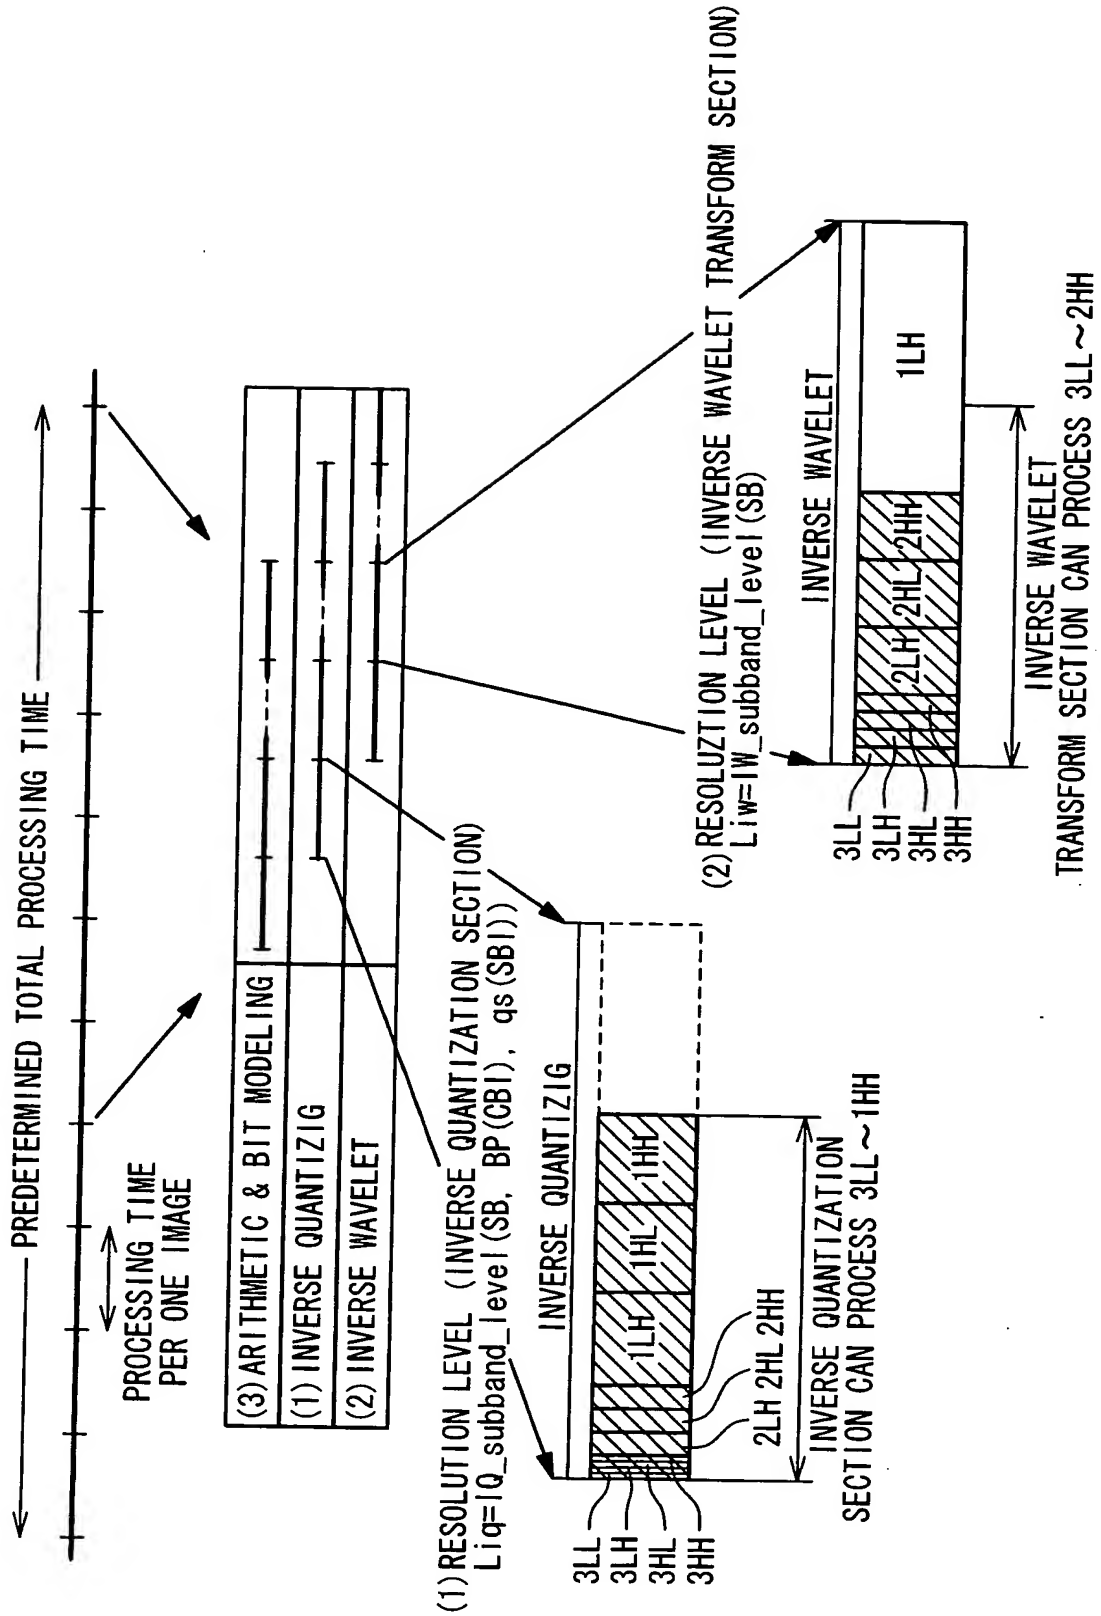 PREDETERMINED TOTAL PROCESSING TIME
PROCESSING TIME
PER ONE IMAGE
(3) ARITHMETIC & BIT MODELING
(1) INVERSE QUANTIZIG
(2) INVERSE WAVELET
(1) RESOLUTION LEVEL (INVERSE QUANTIZATION SECTION)
Liq=IQ_subband_level(SB, BP(CBI), qs(SBI))
INVERSE QUANTIZIG
1LH
1HL
1HH
3LL
3LH
3HL
3HH
2LH 2HL 2HH
INVERSE QUANTIZATION
SECTION CAN PROCESS 3LL~1HH
(2) RESOLUZTION LEVEL (INVERSE WAVELET TRANSFORM SECTION)
Liw=IW_subband_level(SB)
INVERSE WAVELET
2LH
2HL
2HH
1LH
3LL
3LH
3HL
3HH
INVERSE WAVELET
TRANSFORM SECTION CAN PROCESS 3LL~2HH